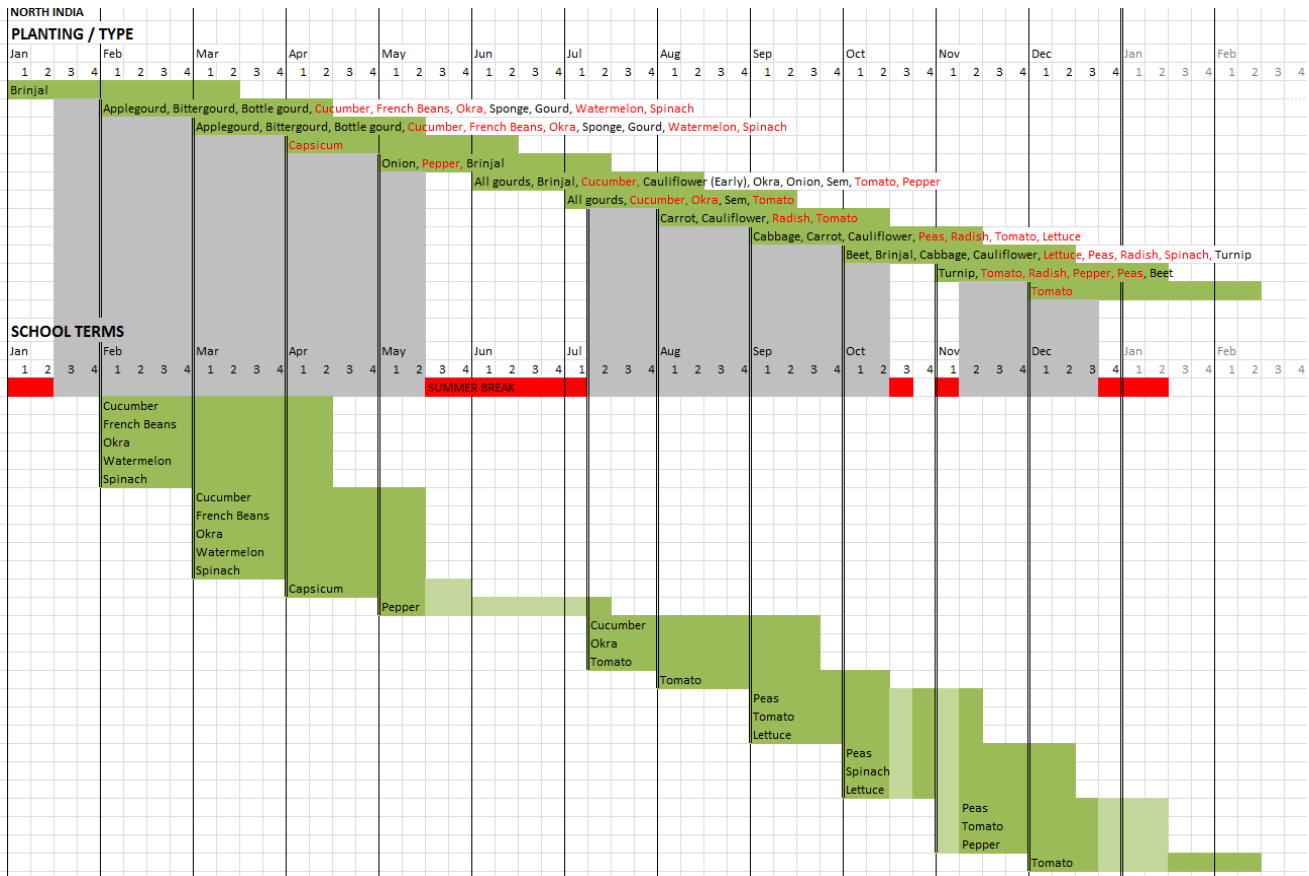 NORTH INDIA
PLANTING / TYPE
Jan Feb Mar Apr May Jun Jul Aug Sep Oct Nov Dec Jan Feb
1 2 3 4 1 2 3 4 1 2 3 4 1 2 3 4 1 2 3 4 1 2 3 4 1 2 3 4 1 2 3 4 1 2 3 4 1 2 3 4 1 2 3 4 1 2 3 4 1 2 3 4 1 2 3 4
Brinjal
Applegourd, Bittergourd, Bottle gourd, Cucumber, French Beans, Okra, Sponge, Gourd, Watermelon, Spinach
Applegourd, Bittergourd, Bottle gourd, Cucumber, French Beans, Okra, Sponge, Gourd, Watermelon, Spinach
Capsicum
Onion, Pepper, Brinjal
All gourds, Brinjal, Cucumber, Cauliflower (Early), Okra, Onion, Sem, Tomato, Pepper
All gourds, Cucumber, Okra, Sem, Tomato
Carrot, Cauliflower, Radish, Tomato
Cabbage, Carrot, Cauliflower, Peas, Radish, Tomato, Lettuce
Beet, Brinjal, Cabbage, Cauliflower, Lettuce, Peas, Radish, Spinach, Turnip
Turnip, Tomato, Radish, Pepper, Peas, Beet
Tomato
SCHOOL TERMS
Jan Feb Mar Apr May Jun Jul Aug Sep Oct Nov Dec Jan Feb
1 2 3 4 1 2 3 4 1 2 3 4 1 2 3 4 1 2 3 4 1 2 3 4 1 2 3 4 1 2 3 4 1 2 3 4 1 2 3 4 1 2 3 4 1 2 3 4 1 2 3 4 1 2 3 4
SUMMER BREAK
Cucumber
French Beans
Okra
Watermelon
Spinach
Cucumber
French Beans
Okra
Watermelon
Spinach
Capsicum
Pepper
Cucumber
Okra
Tomato
Tomato
Peas
Tomato
Lettuce
Peas
Spinach
Lettuce
Peas
Tomato
Pepper
Tomato